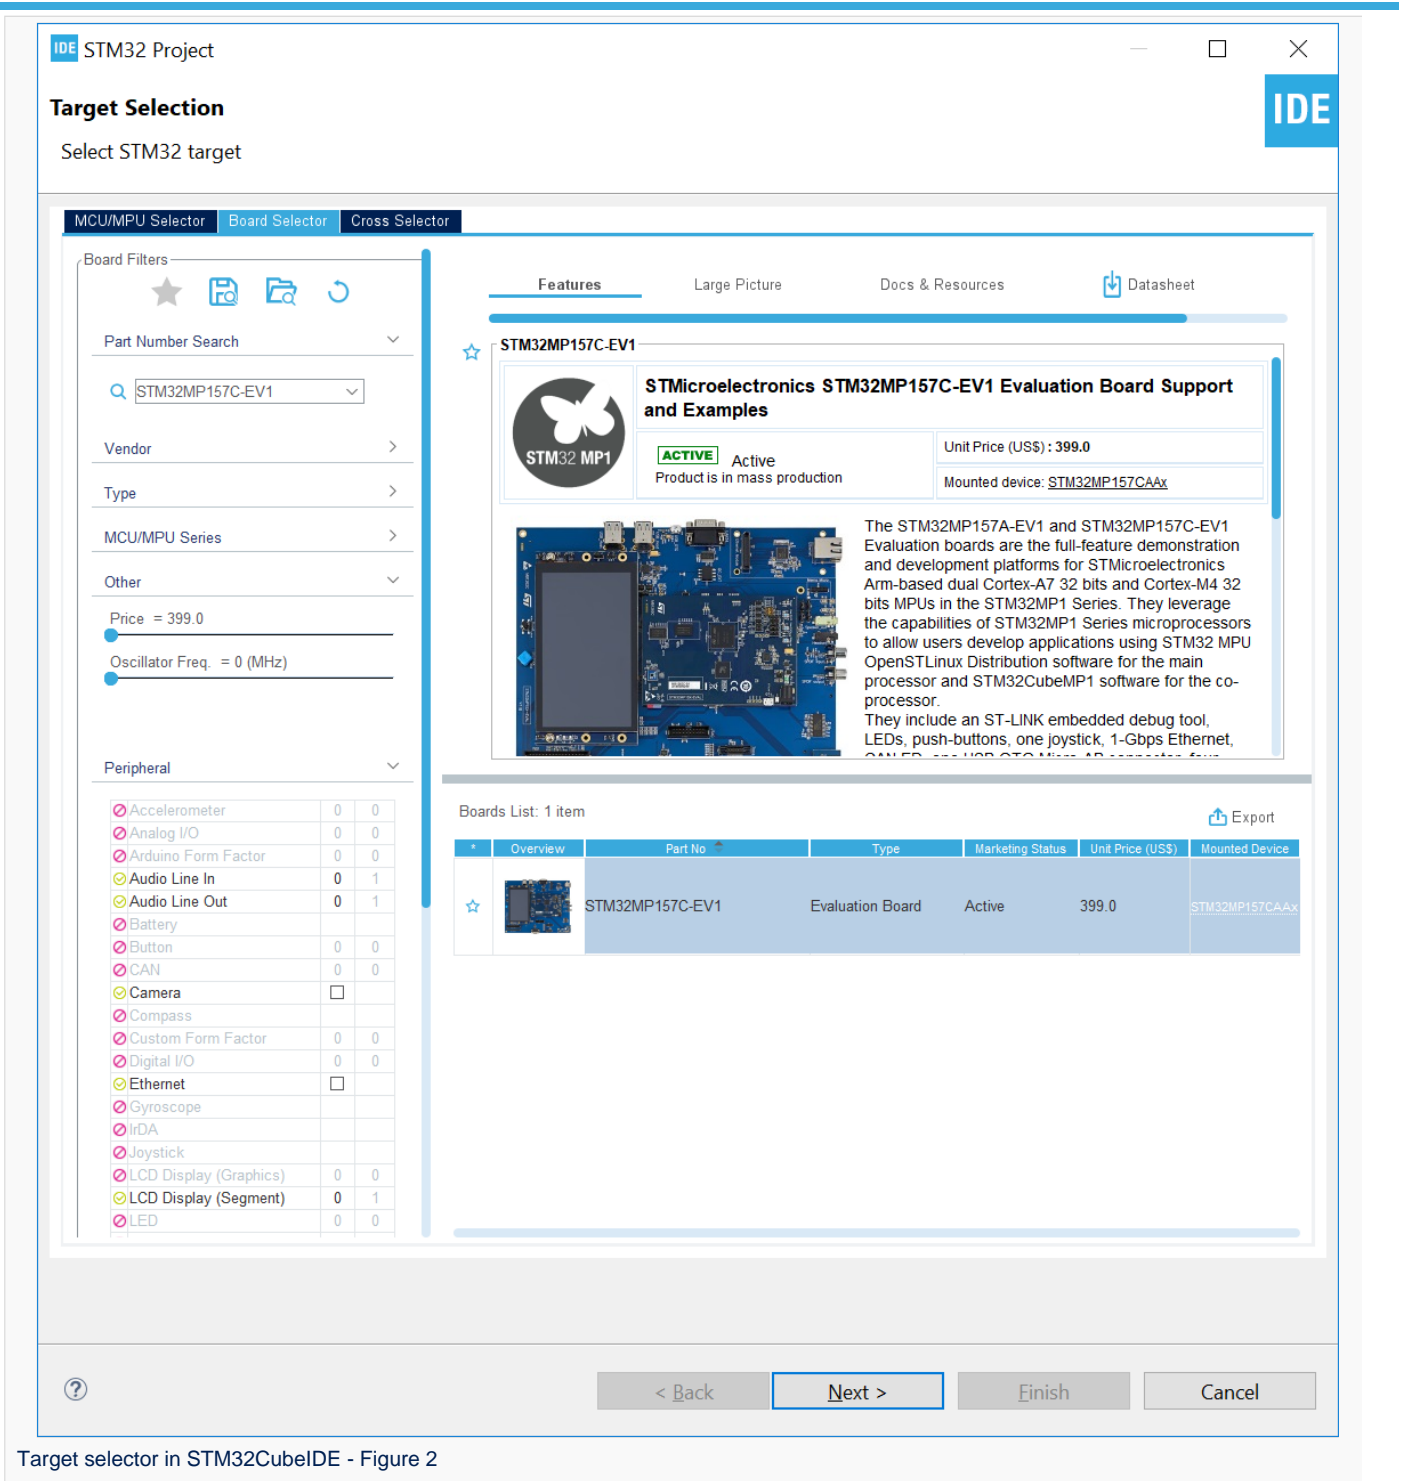 IDE STM32 Project
Target Selection
IDE
Select STM32 target
MCU/MPU Selector Board Selector Cross Selector
Board Filters
Features Large Picture Docs & Resources Datasheet
Part Number Search
STM32MP157C-EV1
Vendor
Type
MCU/MPU Series
Other
Price = 399.0
Oscillator Freq. = 0 (MHz)
Peripheral
Accelerometer 0 0
Analog I/O 0 0
Arduino Form Factor 0 0
Audio Line In 0 1
Audio Line Out 0 1
Battery
Button 0 0
CAN 0 0
Camera
Compass
Custom Form Factor 0 0
Digital I/O 0 0
Ethernet
Gyroscope
IrDA
Joystick
LCD Display (Graphics) 0 0
LCD Display (Segment) 0 1
LED 0 0
STM32MP157C-EV1
STM32 MP1
STMicroelectronics STM32MP157C-EV1 Evaluation Board Support
and Examples
ACTIVE Active
Product is in mass production
Unit Price (US$) : 399.0
Mounted device: STM32MP157CAAx
The STM32MP157A-EV1 and STM32MP157C-EV1
Evaluation boards are the full-feature demonstration
and development platforms for STMicroelectronics
Arm-based dual Cortex-A7 32 bits and Cortex-M4 32
bits MPUs in the STM32MP1 Series. They leverage
the capabilities of STM32MP1 Series microprocessors
to allow users develop applications using STM32 MPU
OpenSTLinux Distribution software for the main
processor and STM32CubeMP1 software for the co-
processor.
They include an ST-LINK embedded debug tool,
LEDs, push-buttons, one joystick, 1-Gbps Ethernet,
CAN FD, one USB OTG Micro-AB connector, four
Boards List: 1 item
Export
* Overview Part No Type Marketing Status Unit Price (US$) Mounted Device
STM32MP157C-EV1 Evaluation Board Active 399.0 STM32MP157CAAx
< Back Next > Finish Cancel
Target selector in STM32CubeIDE - Figure 2